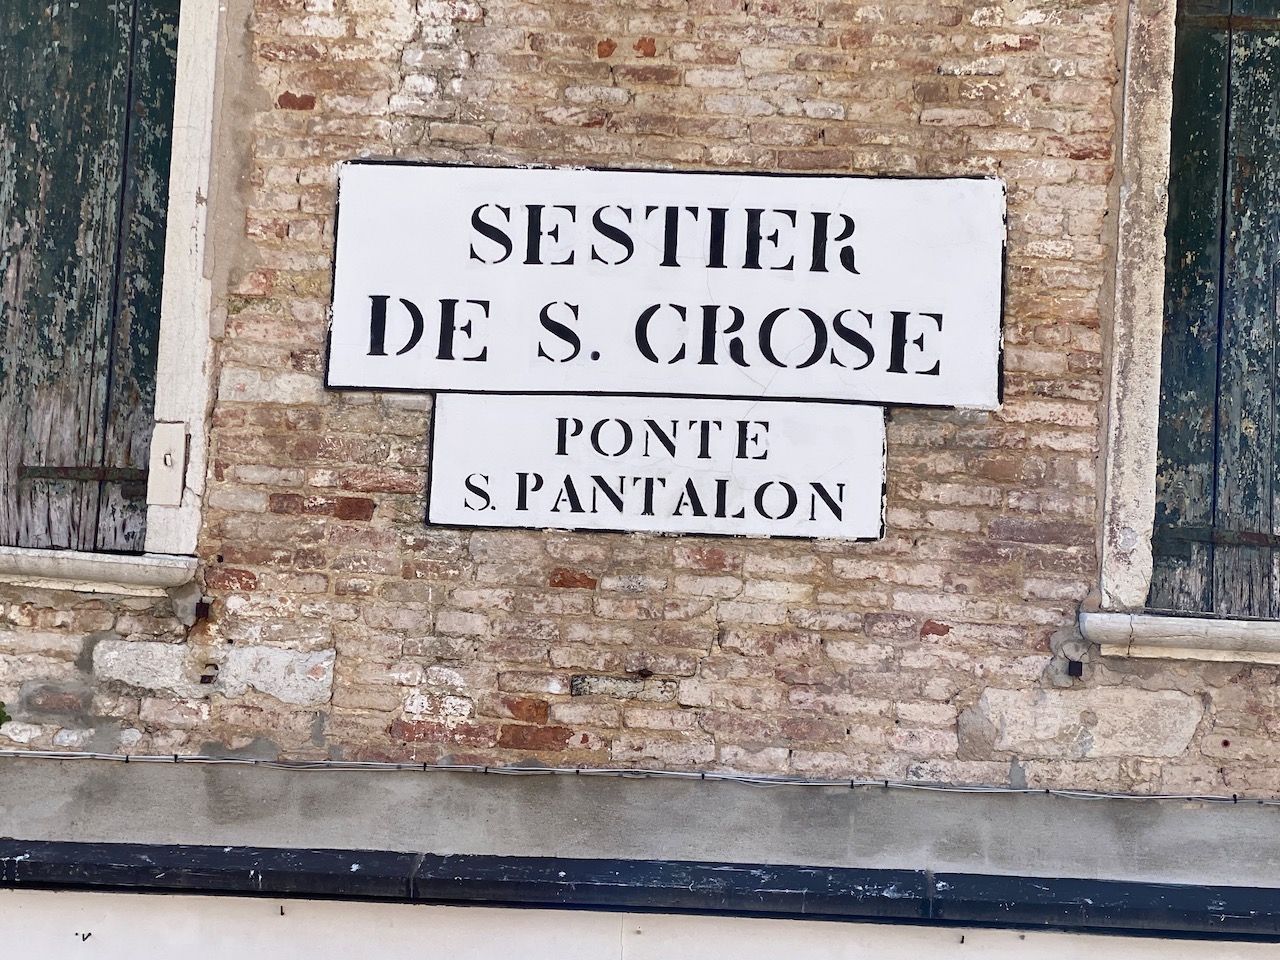 SESTIER
DE S. CROSE
PONTE
S. PANTALON